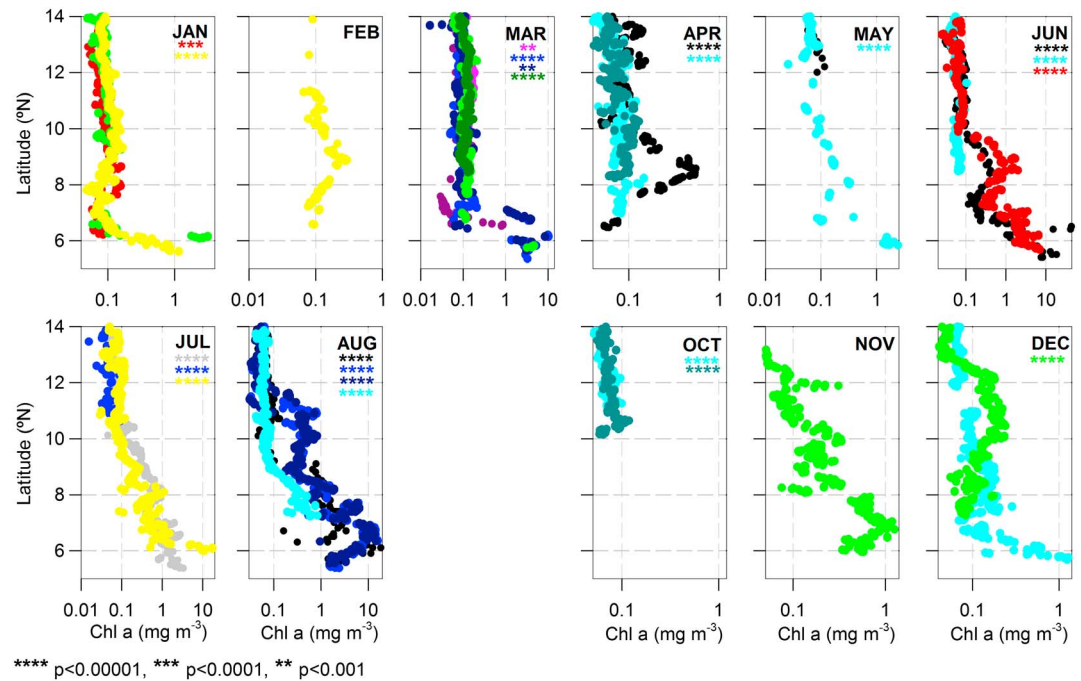 14
12
10
8
6
Latitude (ºN)
JAN
***
****
FEB
MAR
**
****
**
****
APR
****
****
MAY
****
JUN
****
****
****
0.1 1
0.01 0.1 1
0.1 1 10
0.1
0.01 0.1 1
0.1 1 10
14
12
10
8
6
Latitude (ºN)
JUL
****
****
****
AUG
****
****
****
****
OCT
****
****
NOV
DEC
****
0.01 0.1 1 10
0.1 1 10
0.1 1
0.1 1
0.1 1
Chl a (mg m⁻³)
Chl a (mg m⁻³)
Chl a (mg m⁻³)
Chl a (mg m⁻³)
Chl a (mg m⁻³)
**** p<0.00001, *** p<0.0001, ** p<0.001